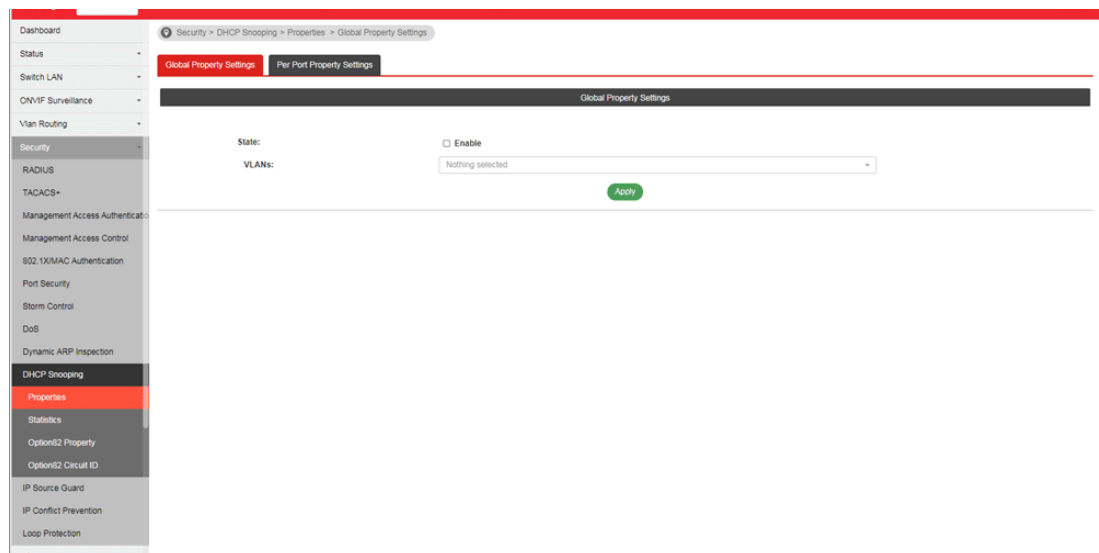 Dashboard
Security > DHCP Snooping > Properties > Global Property Settings
Status
Global Property Settings
Per Port Property Settings
Switch LAN
ONVIF Surveillance
Global Property Settings
Vlan Routing
Security
State:
Enable
RADIUS
VLANs:
Nothing selected
TACACS+
Apply
Management Access Authenticatio
Management Access Control
802.1X/MAC Authentication
Port Security
Storm Control
DoS
Dynamic ARP Inspection
DHCP Snooping
Properties
Statistics
Option82 Property
Option82 Circuit ID
IP Source Guard
IP Conflict Prevention
Loop Protection